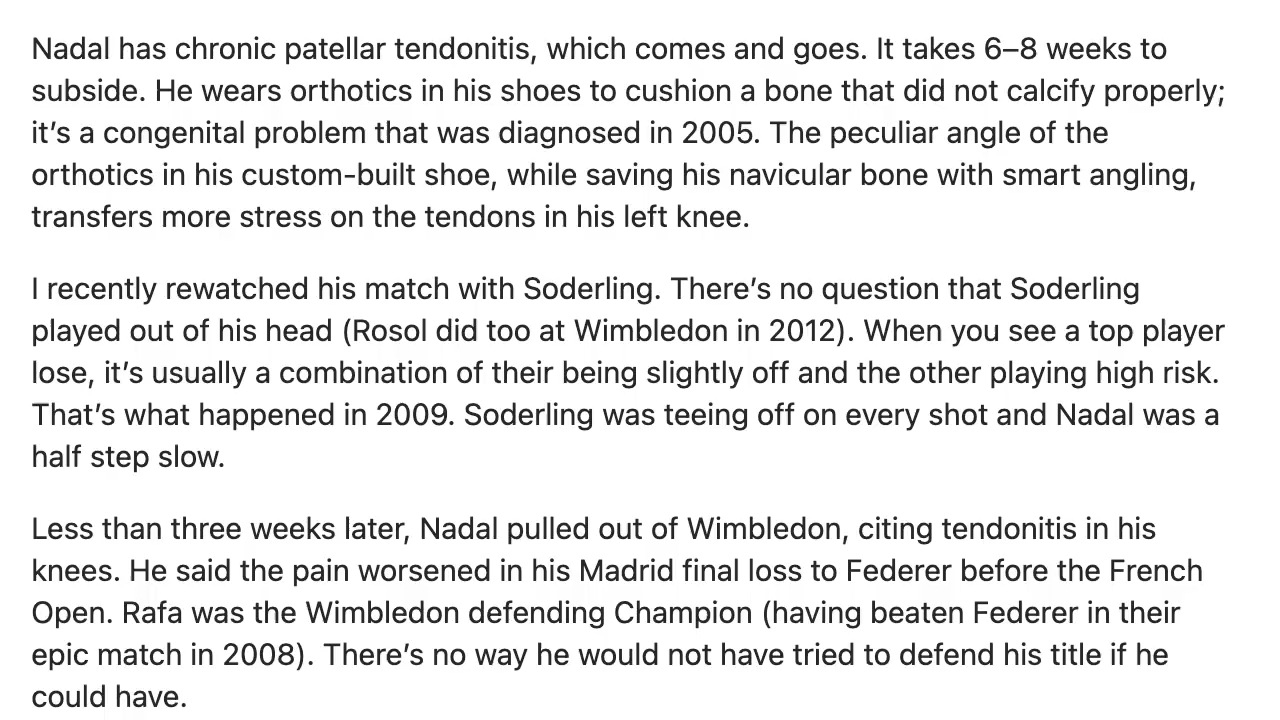 Nadal has chronic patellar tendonitis, which comes and goes. It takes 6–8 weeks to
subside. He wears orthotics in his shoes to cushion a bone that did not calcify properly;
it’s a congenital problem that was diagnosed in 2005. The peculiar angle of the
orthotics in his custom-built shoe, while saving his navicular bone with smart angling,
transfers more stress on the tendons in his left knee.
I recently rewatched his match with Soderling. There’s no question that Soderling
played out of his head (Rosol did too at Wimbledon in 2012). When you see a top player
lose, it’s usually a combination of their being slightly off and the other playing high risk.
That’s what happened in 2009. Soderling was teeing off on every shot and Nadal was a
half step slow.
Less than three weeks later, Nadal pulled out of Wimbledon, citing tendonitis in his
knees. He said the pain worsened in his Madrid final loss to Federer before the French
Open. Rafa was the Wimbledon defending Champion (having beaten Federer in their
epic match in 2008). There’s no way he would not have tried to defend his title if he
could have.